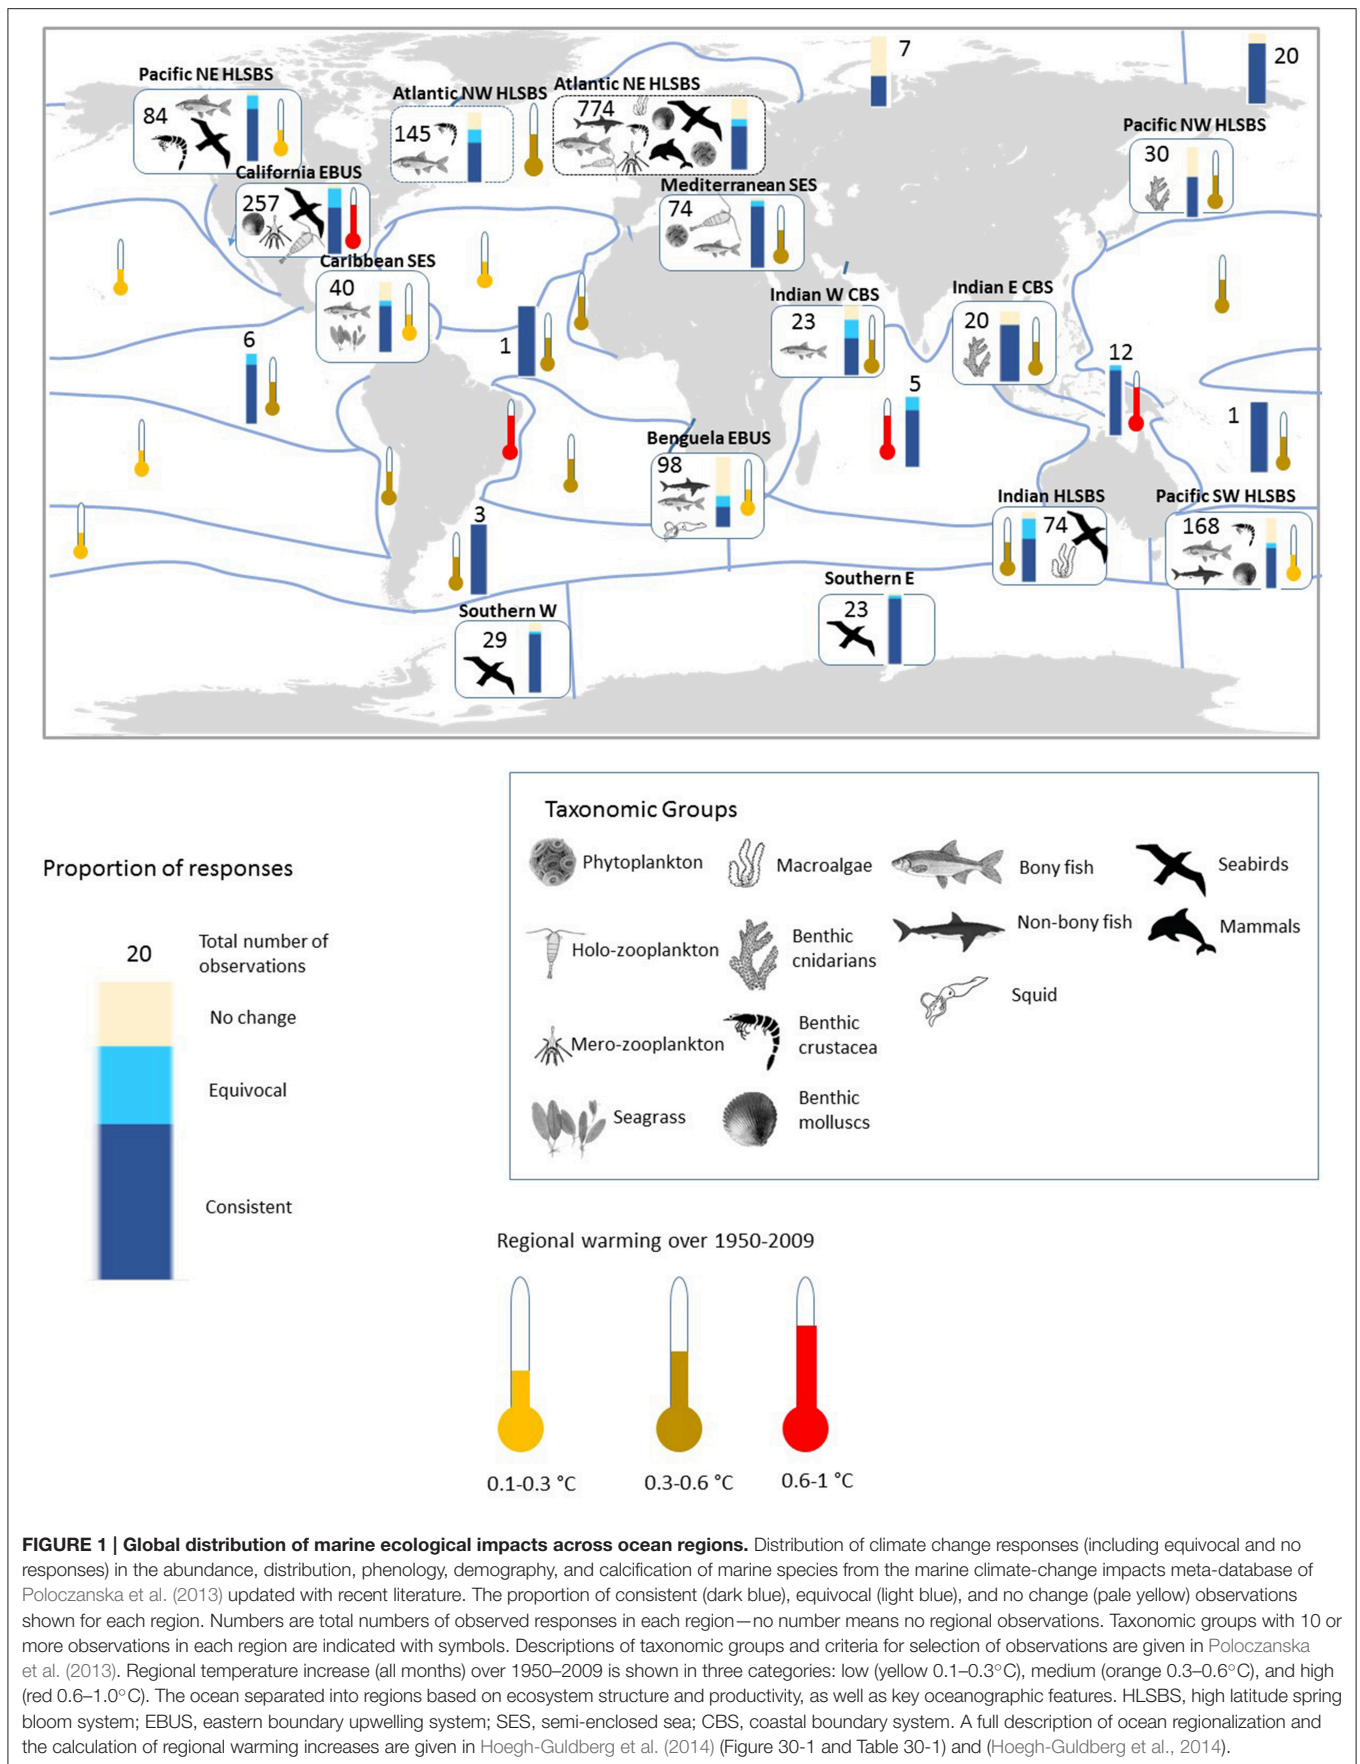 7
20
Pacific NE HLSBS
84
Atlantic NW HLSBS
145
Atlantic NE HLSBS
774
Pacific NW HLSBS
30
California EBUS
257
Mediterranean SES
74
Caribbean SES
40
Indian W CBS
23
Indian E CBS
20
6
1
12
5
1
Benguela EBUS
98
Indian HLSBS
74
Pacific SW HLSBS
168
3
Southern E
23
Southern W
29
Proportion of responses
20
Total number of
observations
No change
Equivocal
Consistent
Taxonomic Groups
Phytoplankton
Macroalgae
Bony fish
Seabirds
Holo-zooplankton
Benthic
cnidarians
Non-bony fish
Mammals
Squid
Mero-zooplankton
Benthic
crustacea
Seagrass
Benthic
molluscs
Regional warming over 1950-2009
0.1-0.3 °C
0.3-0.6 °C
0.6-1 °C
FIGURE 1 | Global distribution of marine ecological impacts across ocean regions. Distribution of climate change responses (including equivocal and no
responses) in the abundance, distribution, phenology, demography, and calcification of marine species from the marine climate-change impacts meta-database of
Poloczanska et al. (2013) updated with recent literature. The proportion of consistent (dark blue), equivocal (light blue), and no change (pale yellow) observations
shown for each region. Numbers are total numbers of observed responses in each region—no number means no regional observations. Taxonomic groups with 10 or
more observations in each region are indicated with symbols. Descriptions of taxonomic groups and criteria for selection of observations are given in Poloczanska
et al. (2013). Regional temperature increase (all months) over 1950–2009 is shown in three categories: low (yellow 0.1–0.3°C), medium (orange 0.3–0.6°C), and high
(red 0.6–1.0°C). The ocean separated into regions based on ecosystem structure and productivity, as well as key oceanographic features. HLSBS, high latitude spring
bloom system; EBUS, eastern boundary upwelling system; SES, semi-enclosed sea; CBS, coastal boundary system. A full description of ocean regionalization and
the calculation of regional warming increases are given in Hoegh-Guldberg et al. (2014) (Figure 30-1 and Table 30-1) and (Hoegh-Guldberg et al., 2014).